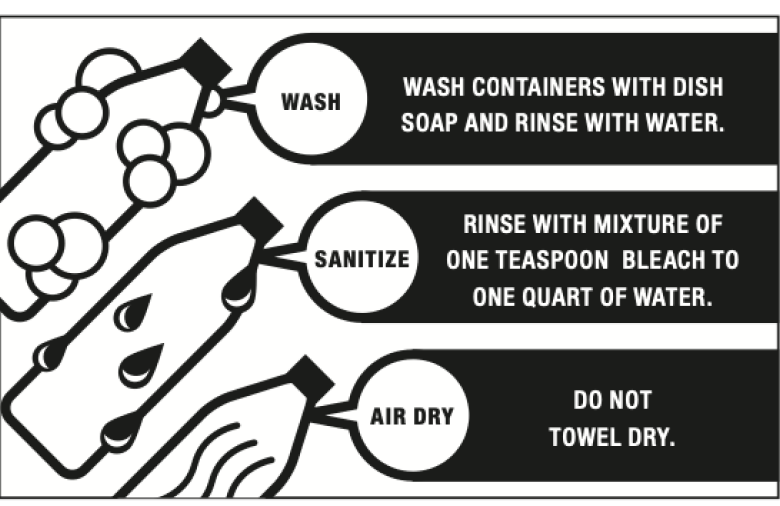 WASH
WASH CONTAINERS WITH DISH
SOAP AND RINSE WITH WATER.
SANITIZE
RINSE WITH MIXTURE OF
ONE TEASPOON BLEACH TO
ONE QUART OF WATER.
AIR DRY
DO NOT
TOWEL DRY.